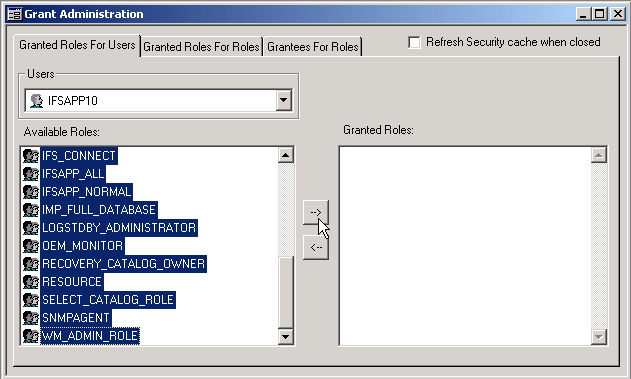 Grant Administration
Granted Roles For Users
Granted Roles For Roles
Grantees For Roles
Refresh Security cache when closed
Users
IFSAPP10
Available Roles:
Granted Roles:
IFS_CONNECT
IFSAPP_ALL
IFSAPP_NORMAL
IMP_FULL_DATABASE
LOGSTDBY_ADMINISTRATOR
OEM_MONITOR
RECOVERY_CATALOG_OWNER
RESOURCE
SELECT_CATALOG_ROLE
SNMPAGENT
WM_ADMIN_ROLE
-->
<--